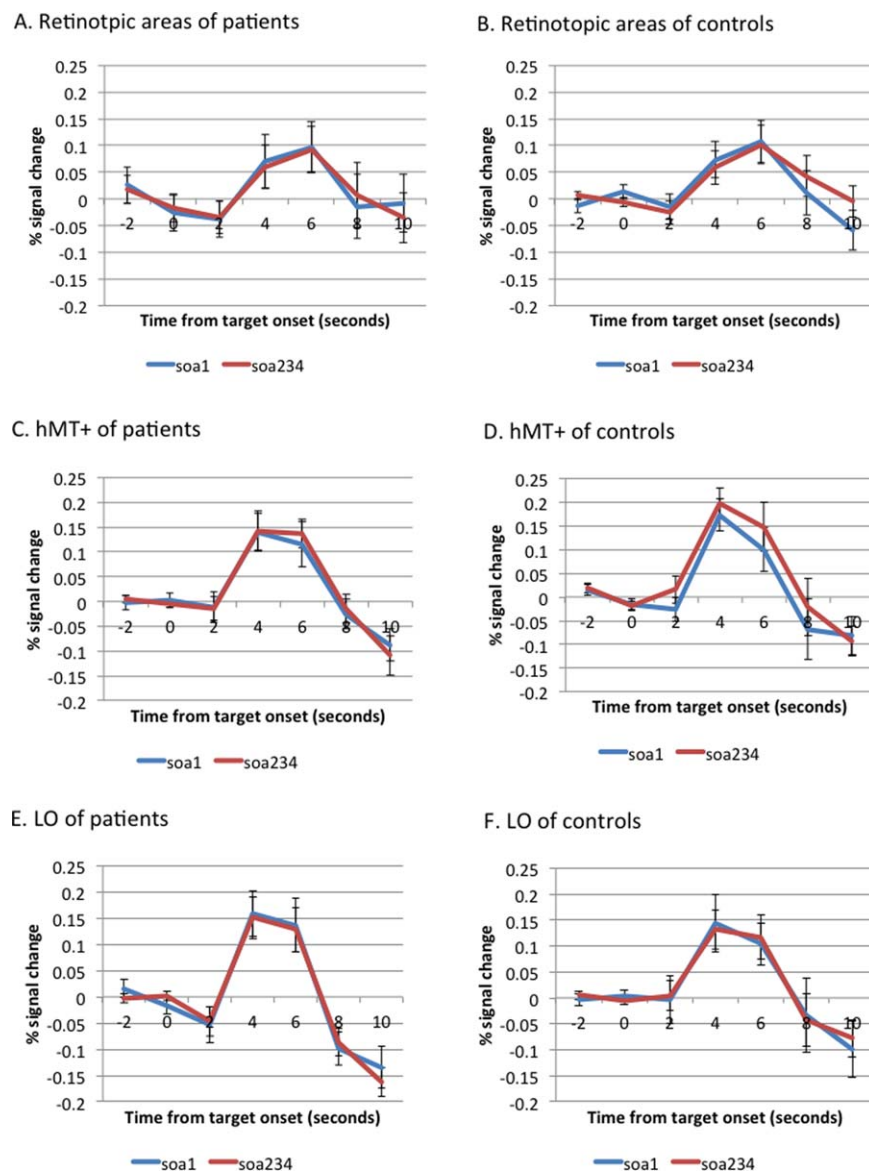 A. Retinotpic areas of patients
0.25
0.2
0.15
0.1
0.05
0
-0.05
-0.1
-0.15
-0.2
% signal change
-2 0 2 4 6 8 10
Time from target onset (seconds)
soa1 soa234
B. Retinotopic areas of controls
0.25
0.2
0.15
0.1
0.05
0
-0.05
-0.1
-0.15
-0.2
% signal change
-2 0 2 4 6 8 10
Time from target onset (seconds)
soa1 soa234
C. hMT+ of patients
0.25
0.2
0.15
0.1
0.05
0
-0.05
-0.1
-0.15
-0.2
% signal change
-2 0 2 4 6 8 10
Time from target onset (seconds)
soa1 soa234
D. hMT+ of controls
0.25
0.2
0.15
0.1
0.05
0
-0.05
-0.1
-0.15
-0.2
% signal change
-2 0 2 4 6 8 10
Time from target onset (seconds)
soa1 soa234
E. LO of patients
0.25
0.2
0.15
0.1
0.05
0
-0.05
-0.1
-0.15
-0.2
% signal change
-2 0 2 4 6 8 10
Time from target onset (seconds)
soa1 soa234
F. LO of controls
0.25
0.2
0.15
0.1
0.05
0
-0.05
-0.1
-0.15
-0.2
% signal change
-2 0 2 4 6 8 10
Time from target onset (seconds)
soa1 soa234